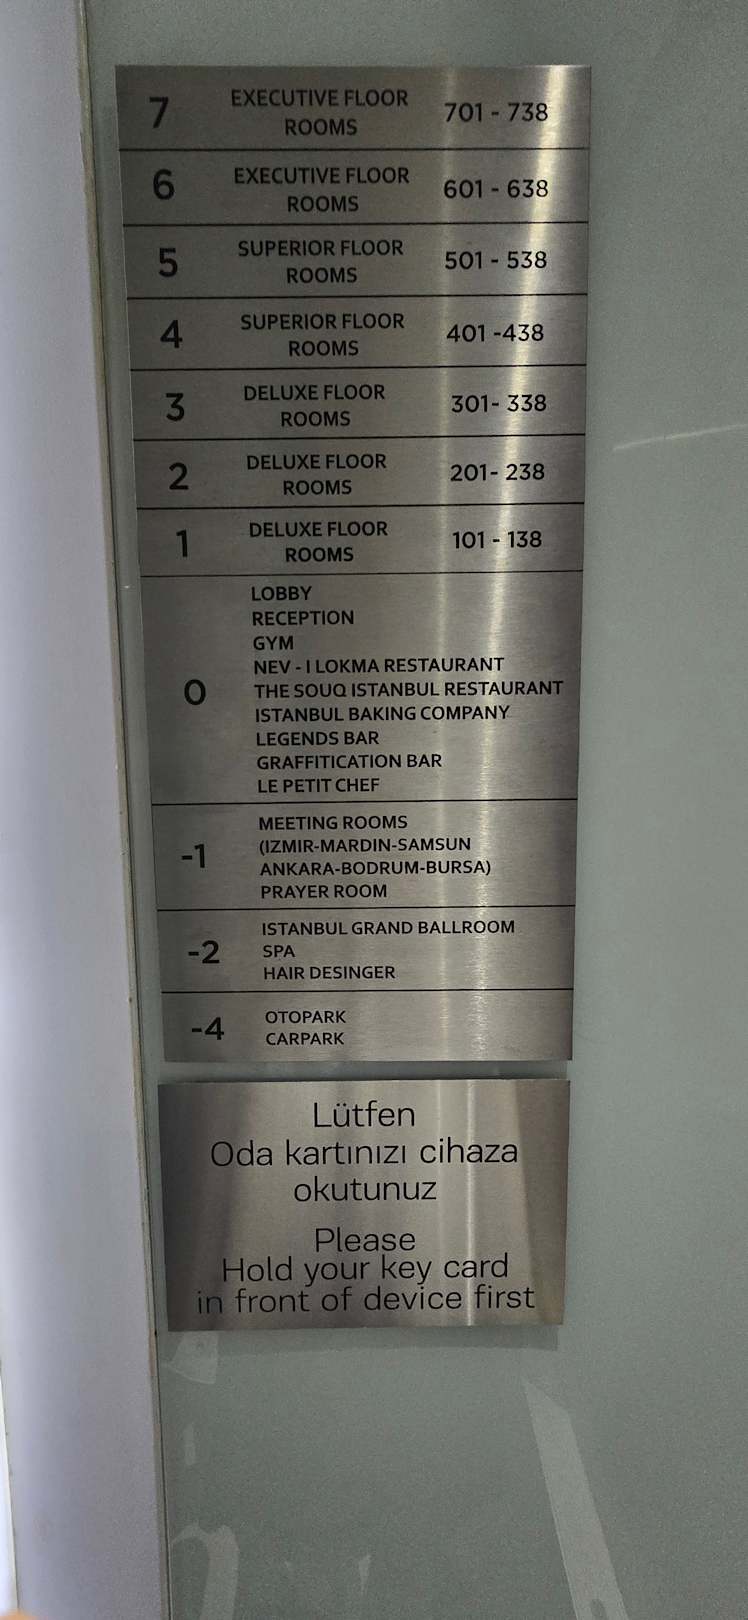 7 EXECUTIVE FLOOR 701 - 738
ROOMS
6 EXECUTIVE FLOOR 601 - 638
ROOMS
5 SUPERIOR FLOOR 501 - 538
ROOMS
4 SUPERIOR FLOOR 401 -438
ROOMS
3 DELUXE FLOOR 301- 338
ROOMS
2 DELUXE FLOOR 201- 238
ROOMS
1 DELUXE FLOOR 101 - 138
ROOMS
0
LOBBY
RECEPTION
GYM
NEV - I LOKMA RESTAURANT
THE SOUQ ISTANBUL RESTAURANT
ISTANBUL BAKING COMPANY
LEGENDS BAR
GRAFFITICATION BAR
LE PETIT CHEF
-1
MEETING ROOMS
(IZMIR-MARDIN-SAMSUN
ANKARA-BODRUM-BURSA)
PRAYER ROOM
-2
ISTANBUL GRAND BALLROOM
SPA
HAIR DESINGER
-4
OTOPARK
CARPARK
Lütfen
Oda kartınızı cihaza
okutunuz
Please
Hold your key card
in front of device first